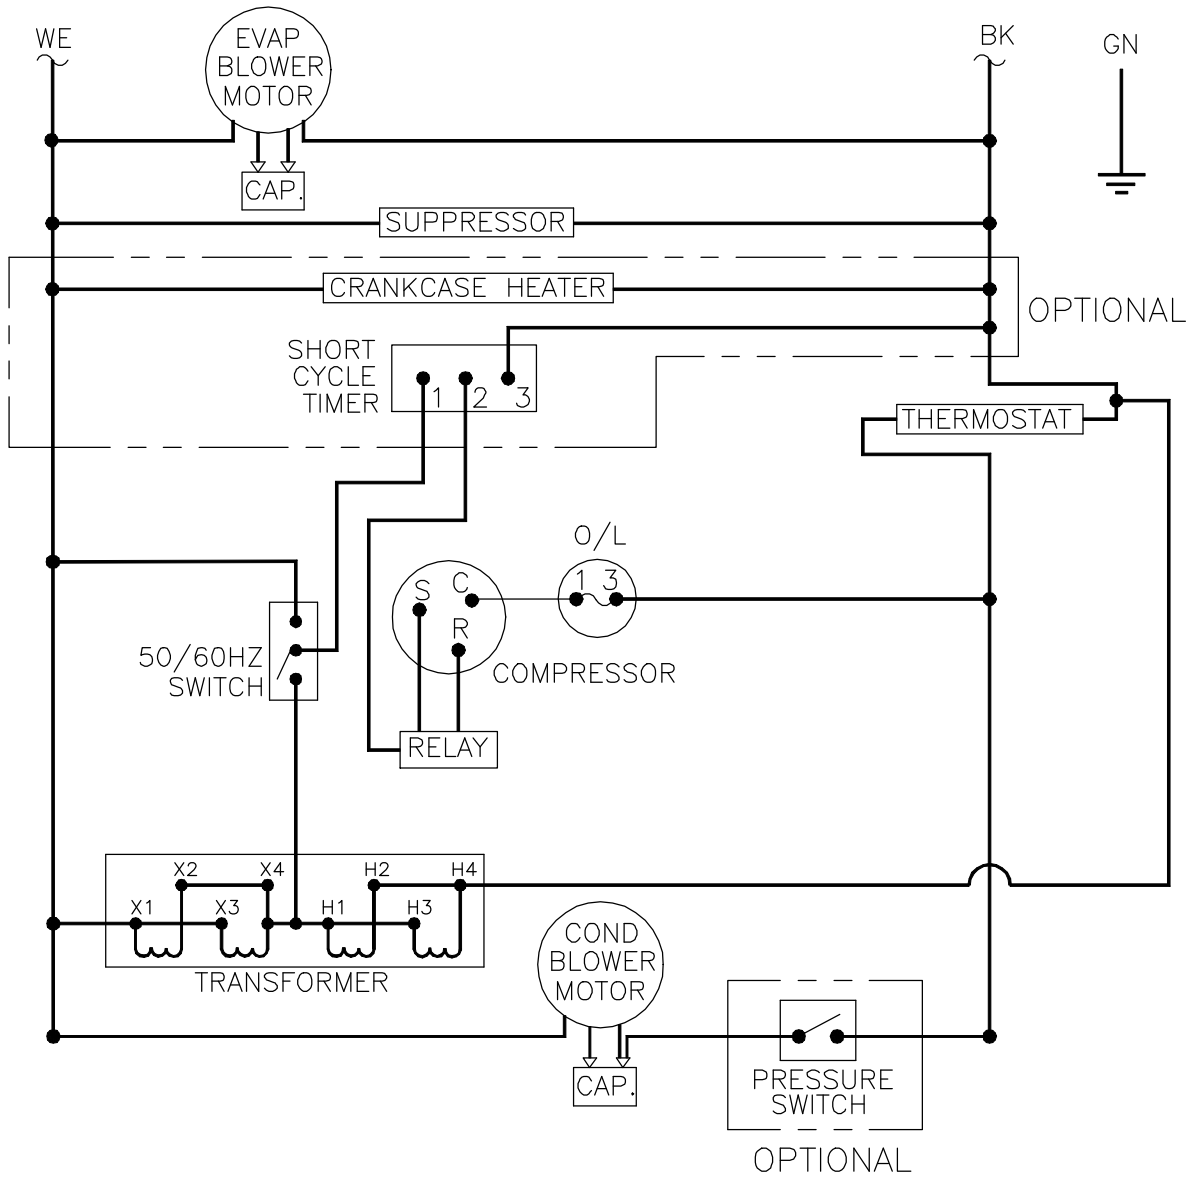 WE
EVAP
BLOWER
MOTOR
BK
GN
CAP.
SUPPRESSOR
CRANKCASE HEATER
OPTIONAL
SHORT
CYCLE
TIMER
1 2 3
THERMOSTAT
O/L
S C
1 3
R
50/60HZ
SWITCH
COMPRESSOR
RELAY
X2 X4 H2 H4
X1 X3 H1 H3
TRANSFORMER
COND
BLOWER
MOTOR
CAP.
PRESSURE
SWITCH
OPTIONAL